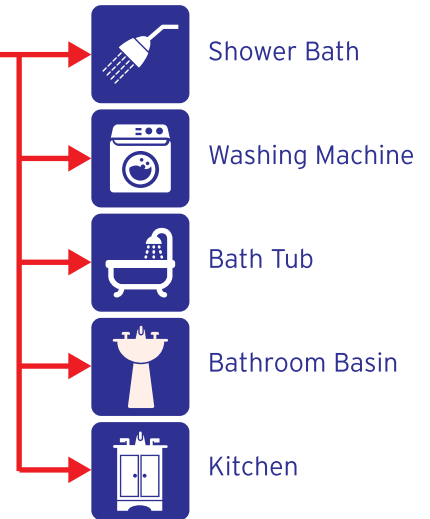 Shower Bath
Washing Machine
Bath Tub
Bathroom Basin
Kitchen